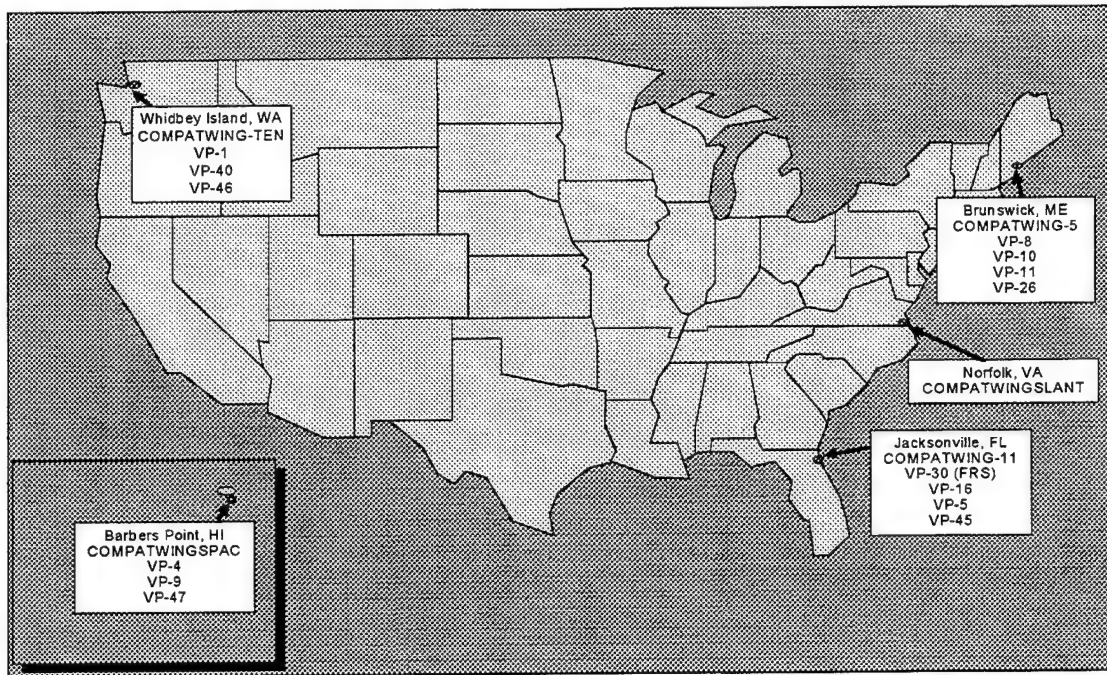 Whidbey Island, WA
COMPATWING-TEN
VP-1
VP-40
VP-46
Brunswick, ME
COMPATWING-5
VP-8
VP-10
VP-11
VP-26
Norfolk, VA
COMPATWINGSLANT
Jacksonville, FL
COMPATWING-11
VP-30 (FRS)
VP-16
VP-5
VP-45
Barbers Point, HI
COMPATWINGSPAC
VP-4
VP-9
VP-47